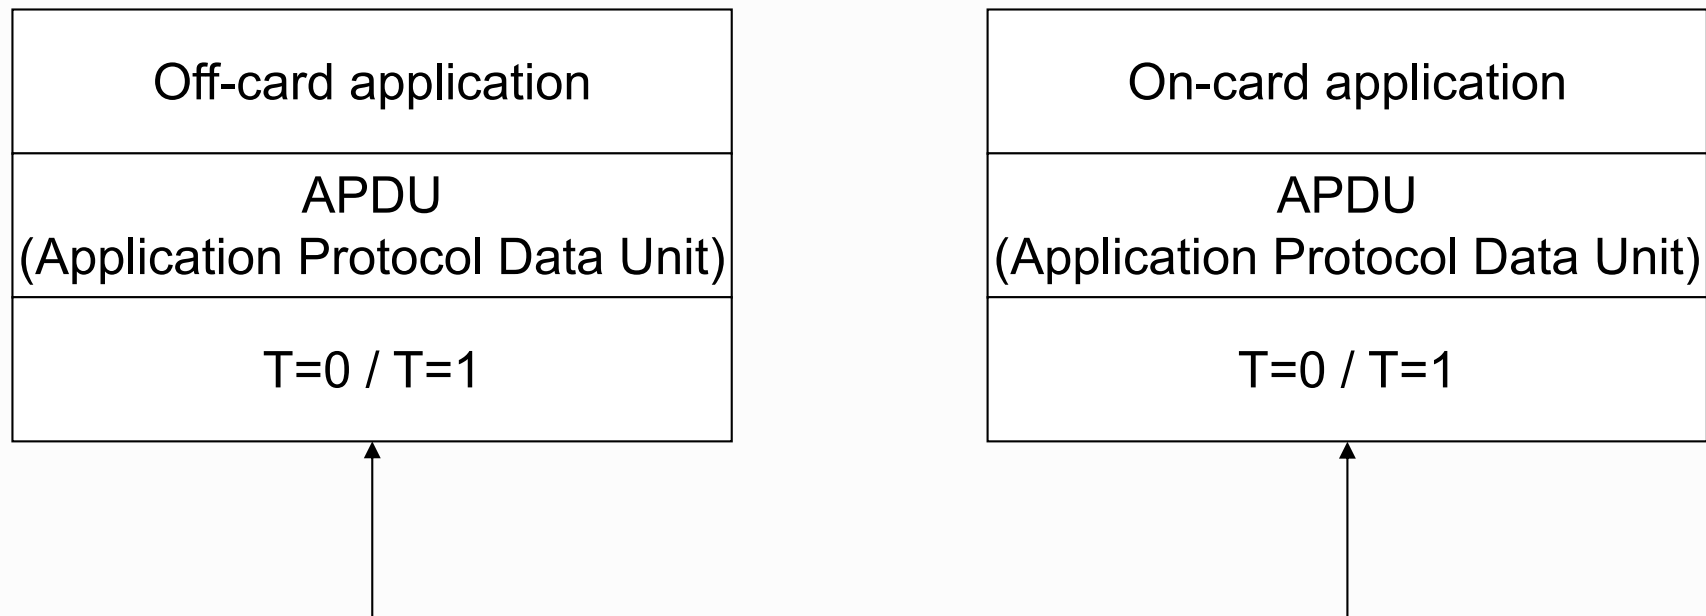 Off-card application
APDU
(Application Protocol Data Unit)
T=0 / T=1
On-card application
APDU
(Application Protocol Data Unit)
T=0 / T=1